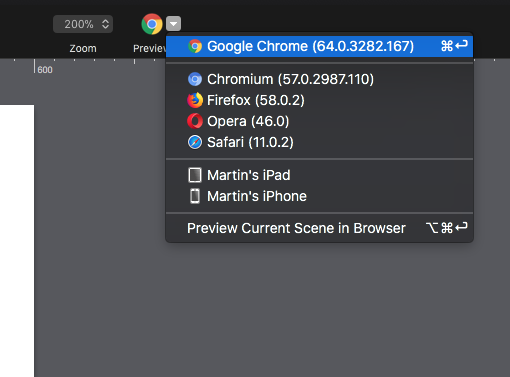 200%
Zoom
Preview
600
Google Chrome (64.0.3282.167) ⌘↩
Chromium (57.0.2987.110)
Firefox (58.0.2)
Opera (46.0)
Safari (11.0.2)
Martin's iPad
Martin's iPhone
Preview Current Scene in Browser ⌥⌘↩